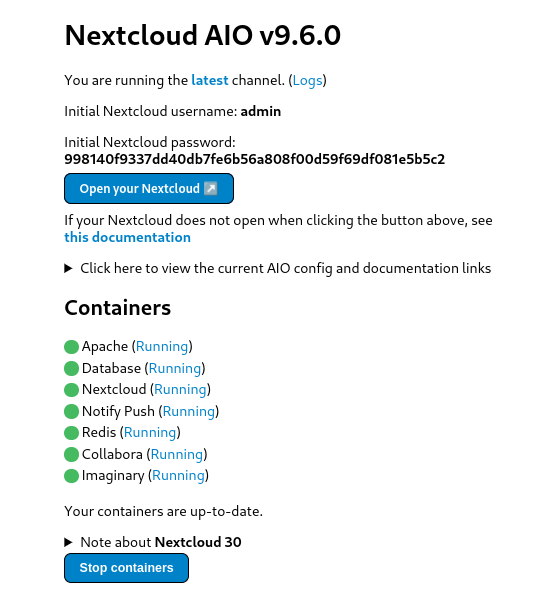 Nextcloud AIO v9.6.0
You are running the latest channel. (Logs)
Initial Nextcloud username: admin
Initial Nextcloud password:
998140f9337dd40db7fe6b56a808f00d59f69df081e5b5c2
Open your Nextcloud ↗
If your Nextcloud does not open when clicking the button above, see
this documentation
Click here to view the current AIO config and documentation links
Containers
Apache (Running)
Database (Running)
Nextcloud (Running)
Notify Push (Running)
Redis (Running)
Collabora (Running)
Imaginary (Running)
Your containers are up-to-date.
Note about Nextcloud 30
Stop containers